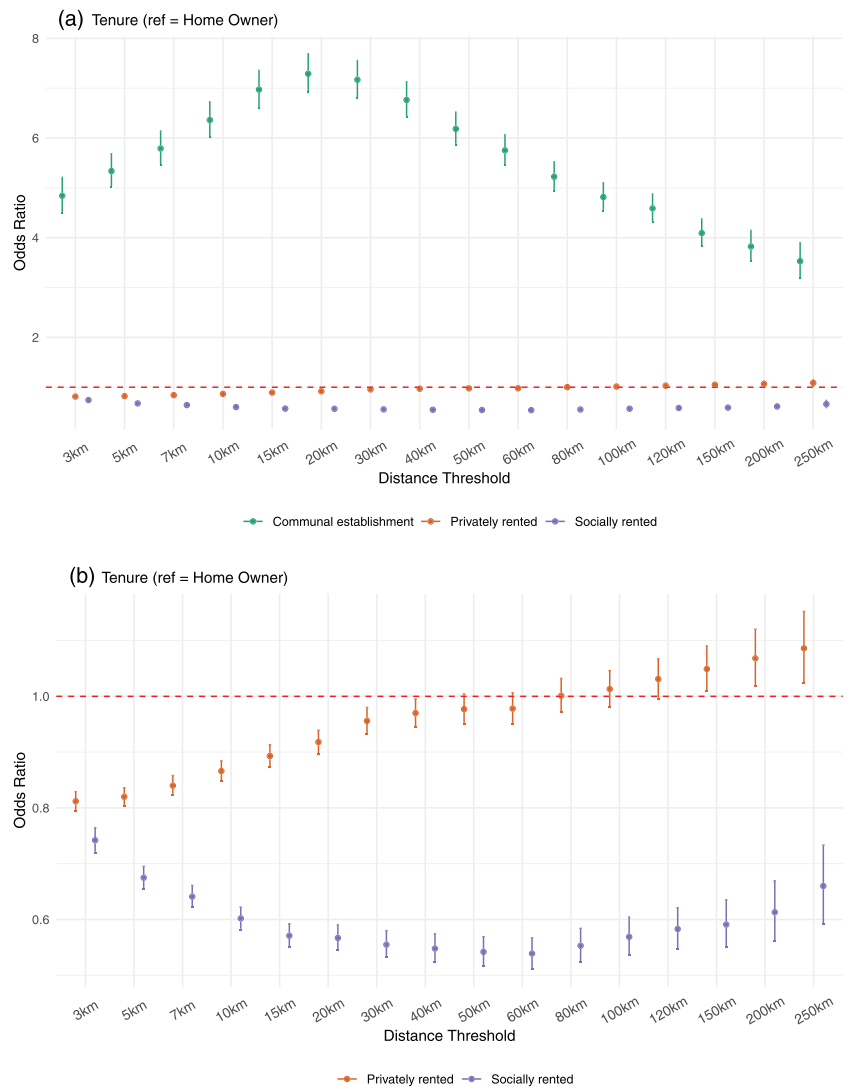 (a) Tenure (ref = Home Owner)
8
6
4
2
Odds Ratio
3km 5km 7km 10km 15km 20km 30km 40km 50km 60km 80km 100km 120km 150km 200km 250km
Distance Threshold
Communal establishment Privately rented Socially rented
(b) Tenure (ref = Home Owner)
1.0
0.8
0.6
Odds Ratio
3km 5km 7km 10km 15km 20km 30km 40km 50km 60km 80km 100km 120km 150km 200km 250km
Distance Threshold
Privately rented Socially rented